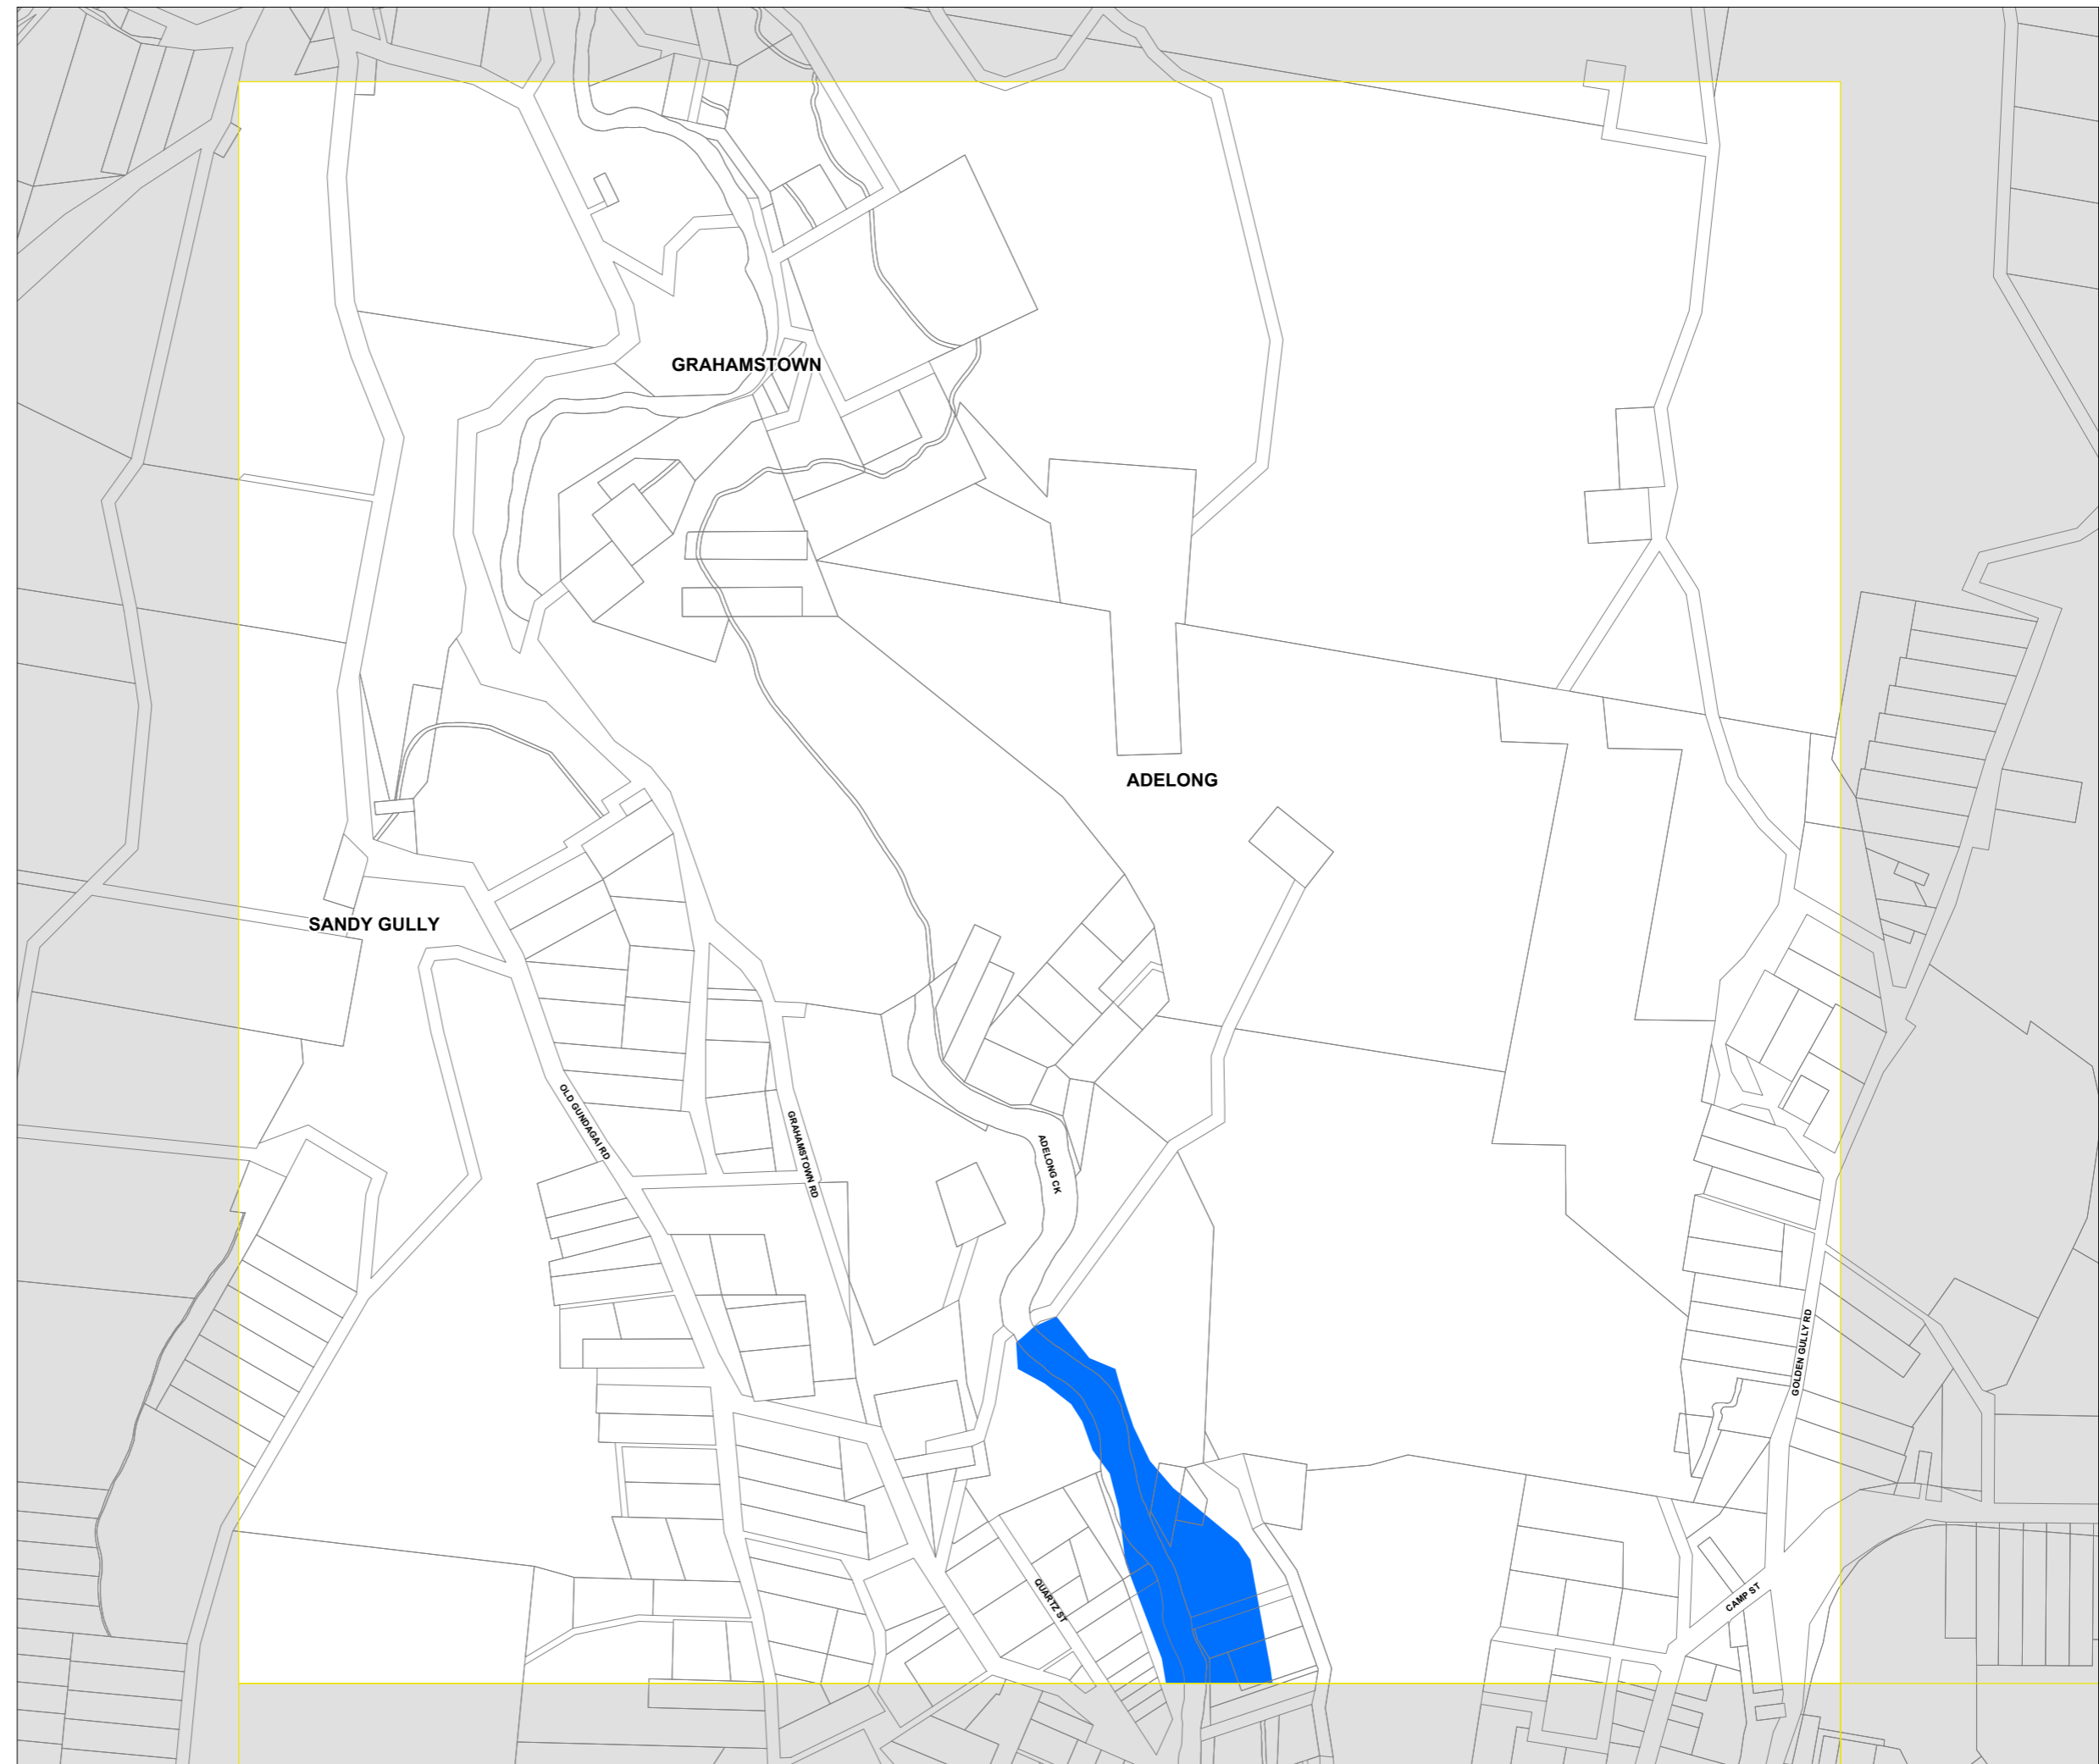 GRAHAMSTOWN
ADELONG
SANDY GULLY
OLD GUNDAGAI RD
GRAHAMSTOWN RD
ADELONG CK
GOLDEN GULLY RD
QUARTZ ST
CAMP ST